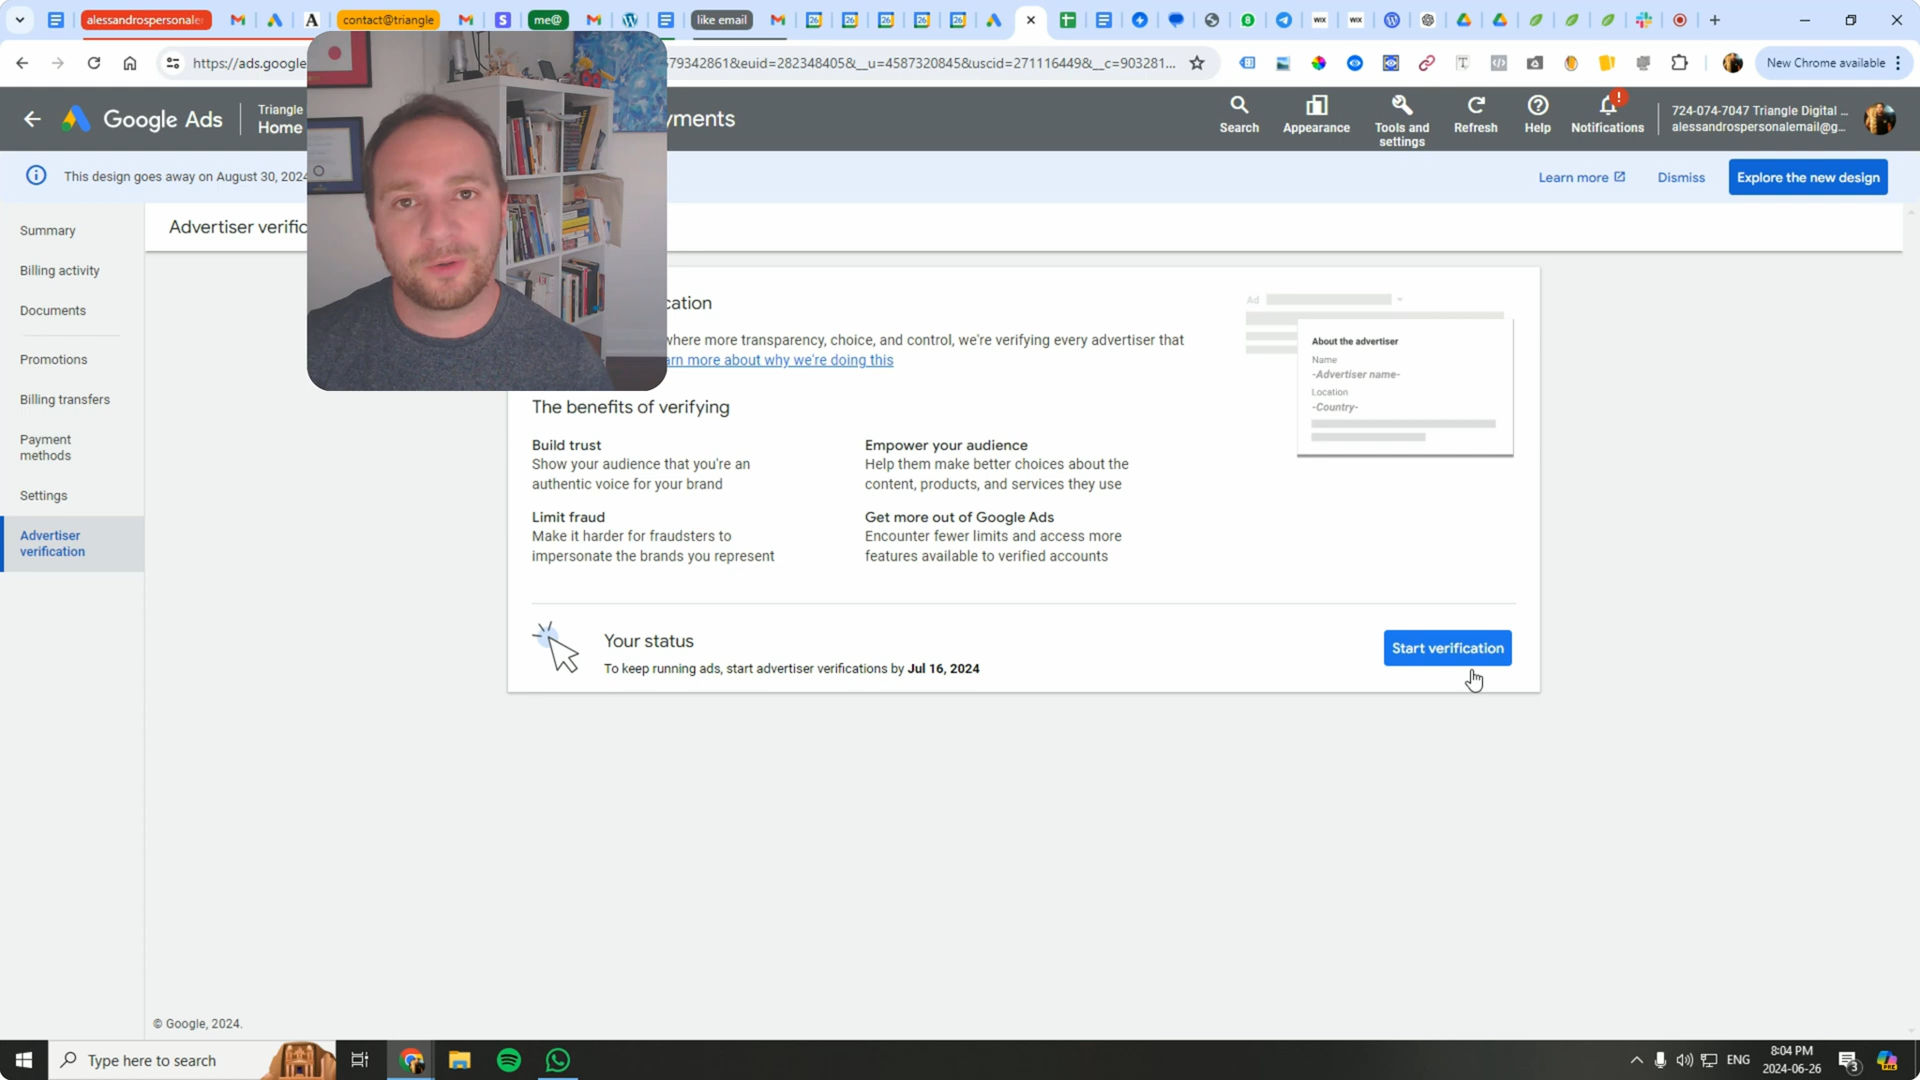 alessandrospersonaler
contact@triangle
me@
like email
https://ads.google
579342861&euid=282348405&__u=4587320845&uscid=271116449&__c=903281...
New Chrome available
Google Ads
Triangle
Home
yments
Search
Appearance
Tools and
settings
Refresh
Help
Notifications
724-074-7047 Triangle Digital ...
alessandrospersonalemail@g...
This design goes away on August 30, 2024
Learn more
Dismiss
Explore the new design
Summary
Billing activity
Documents
Promotions
Billing transfers
Payment
methods
Settings
Advertiser
verification
Advertiser verific
cation
where more transparency, choice, and control, we're verifying every advertiser that
arn more about why we're doing this
Ad
About the advertiser
Name
-Advertiser name-
Location
-Country-
The benefits of verifying
Build trust
Show your audience that you're an
authentic voice for your brand
Empower your audience
Help them make better choices about the
content, products, and services they use
Limit fraud
Make it harder for fraudsters to
impersonate the brands you represent
Get more out of Google Ads
Encounter fewer limits and access more
features available to verified accounts
Your status
To keep running ads, start advertiser verifications by Jul 16, 2024
Start verification
© Google, 2024.
Type here to search
ENG
8:04 PM
2024-06-26
3